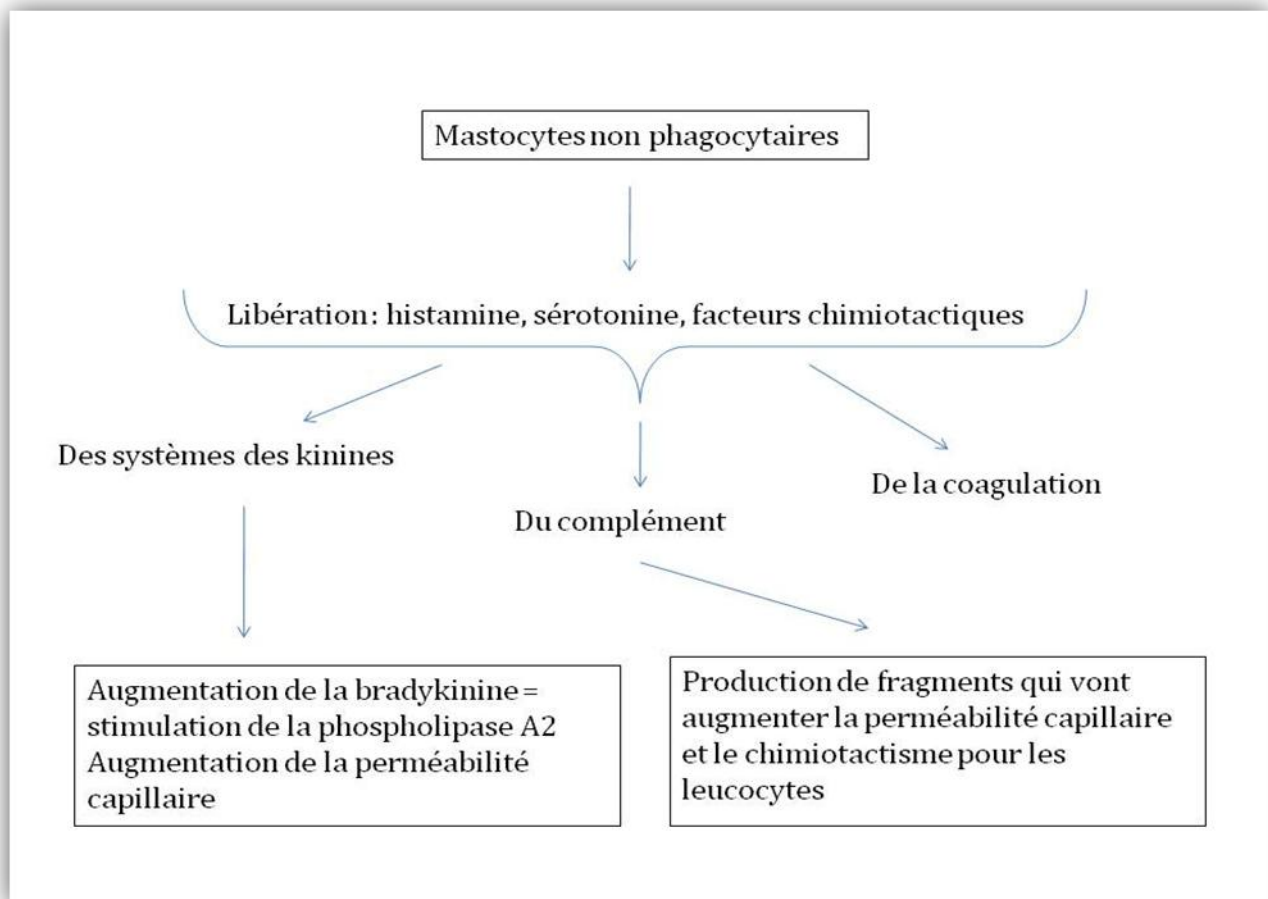 Mastocytes non phagocytaires
Libération : histamine, sérotonine, facteurs chimiotactiques
Des systèmes des kinines
De la coagulation
Du complément
Augmentation de la bradykinine =
stimulation de la phospholipase A2
Augmentation de la perméabilité
capillaire
Production de fragments qui vont
augmenter la perméabilité capillaire
et le chimiotactisme pour les
leucocytes